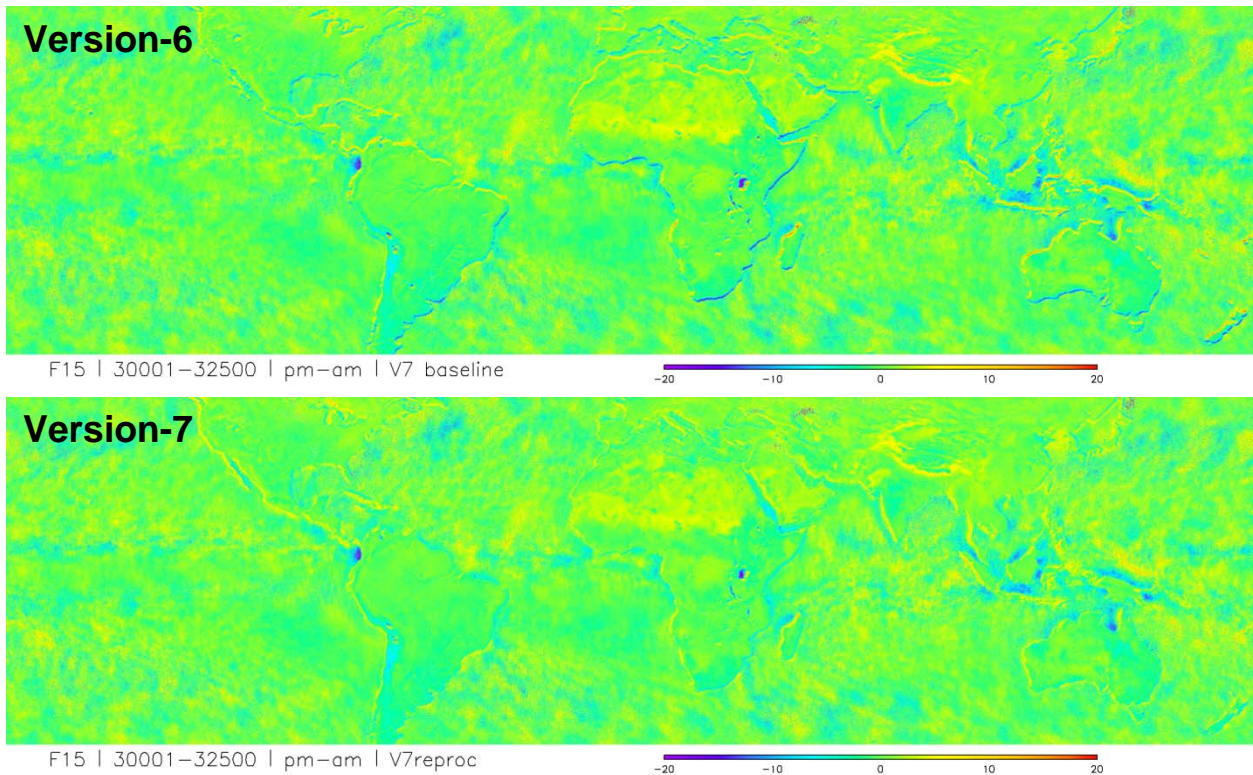 Version-6
F15 | 30001-32500 | pm-am | V7 baseline
-20 -10 0 10 20
Version-7
F15 | 30001-32500 | pm-am | V7reproc
-20 -10 0 10 20